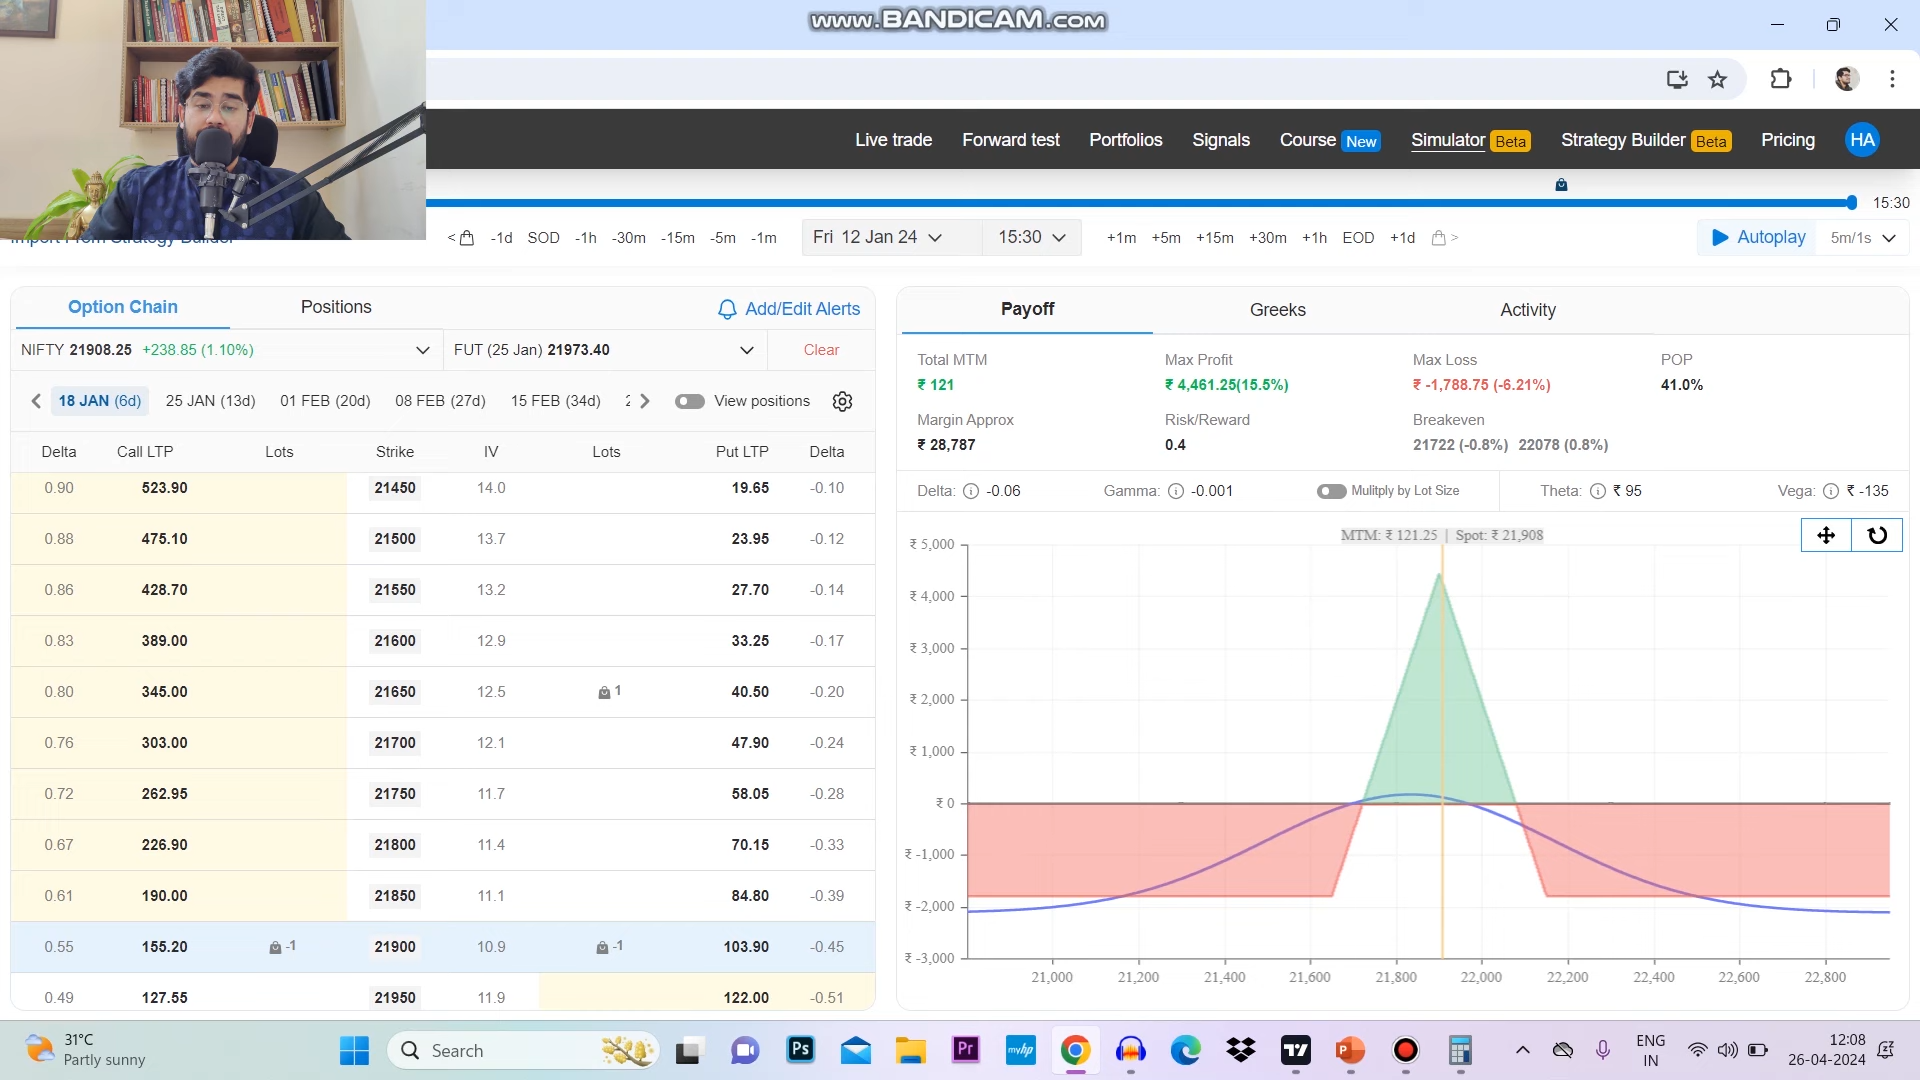 www.BANDICAM.com
Live trade Forward test Portfolios Signals Course New Simulator Beta Strategy Builder Beta Pricing HA
15:30
Import From Strategy Builder
< -1d SOD -1h -30m -15m -5m -1m Fri 12 Jan 24 15:30 +1m +5m +15m +30m +1h EOD +1d > Autoplay 5m/1s
Option Chain Positions Add/Edit Alerts
NIFTY 21908.25 +238.85 (1.10%) FUT (25 Jan) 21973.40 Clear
18 JAN (6d) 25 JAN (13d) 01 FEB (20d) 08 FEB (27d) 15 FEB (34d) 2 View positions
Delta Call LTP Lots Strike IV Lots Put LTP Delta
0.90 523.90 21450 14.0 19.65 -0.10
0.88 475.10 21500 13.7 23.95 -0.12
0.86 428.70 21550 13.2 27.70 -0.14
0.83 389.00 21600 12.9 33.25 -0.17
0.80 345.00 21650 12.5 1 40.50 -0.20
0.76 303.00 21700 12.1 47.90 -0.24
0.72 262.95 21750 11.7 58.05 -0.28
0.67 226.90 21800 11.4 70.15 -0.33
0.61 190.00 21850 11.1 84.80 -0.39
0.55 155.20 -1 21900 10.9 -1 103.90 -0.45
0.49 127.55 21950 11.9 122.00 -0.51
Payoff Greeks Activity
Total MTM Max Profit Max Loss POP
₹ 121 ₹ 4,461.25(15.5%) ₹ -1,788.75 (-6.21%) 41.0%
Margin Approx Risk/Reward Breakeven
₹ 28,787 0.4 21722 (-0.8%) 22078 (0.8%)
Delta: -0.06 Gamma: -0.001 Mulitply by Lot Size Theta: ₹ 95 Vega: ₹ -135
MTM: ₹ 121.25 | Spot: ₹ 21,908
₹ 5,000
₹ 4,000
₹ 3,000
₹ 2,000
₹ 1,000
₹ 0
₹ -1,000
₹ -2,000
₹ -3,000
21,000 21,200 21,400 21,600 21,800 22,000 22,200 22,400 22,600 22,800
31°C
Partly sunny
Search
Ps
Pr
myhp
ENG
IN
12:08
26-04-2024